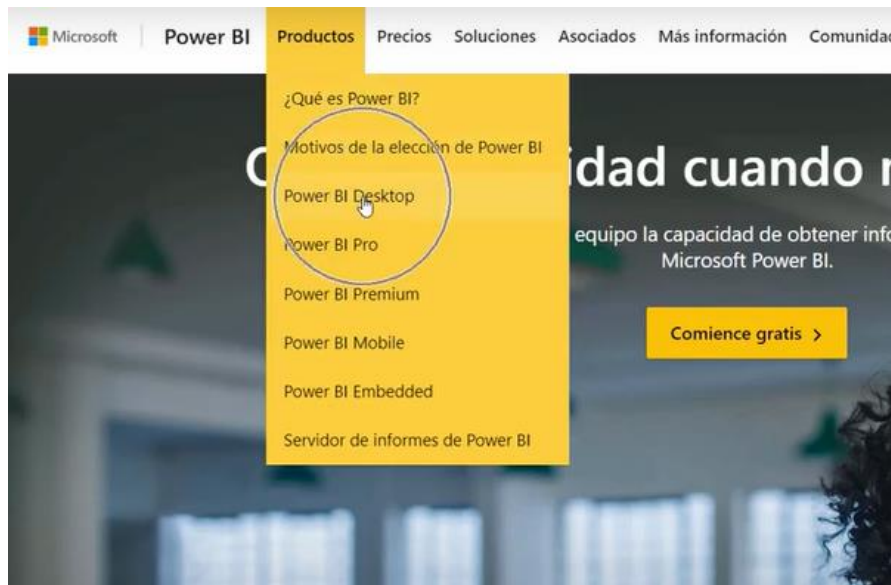 Microsoft Power BI Productos Precios Soluciones Asociados Más información
¿Qué es Power BI?
Motivos de la elección de Power BI
Power BI Desktop
Power BI Pro
Power BI Premium
Power BI Mobile
Power BI Embedded
Servidor de informes de Power BI
cuando
equipo la capacidad de obtener
Microsoft Power BI.
Comience gratis >